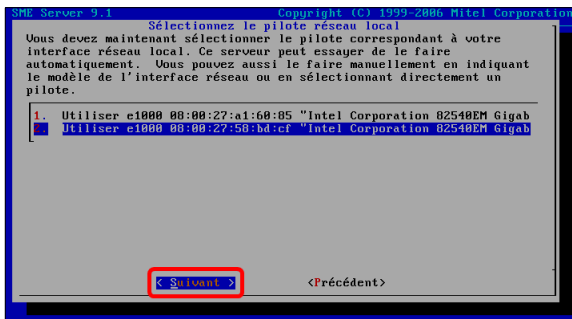 SME Server 9.1 Copyright (C) 1999-2006 Mitel Corporation
Sélectionnez le pilote réseau local
Vous devez maintenant sélectionner le pilote correspondant à votre
interface réseau local. Ce serveur peut essayer de le faire
automatiquement. Vous pouvez aussi le faire manuellement en indiquant
le modèle de l'interface réseau ou en sélectionnant directement un
pilote.
1. Utiliser e1000 08:00:27:a1:60:85 "Intel Corporation 82540EM Gigab
2. Utiliser e1000 08:00:27:58:bd:cf "Intel Corporation 82540EM Gigab
< Suivant > <Précédent>